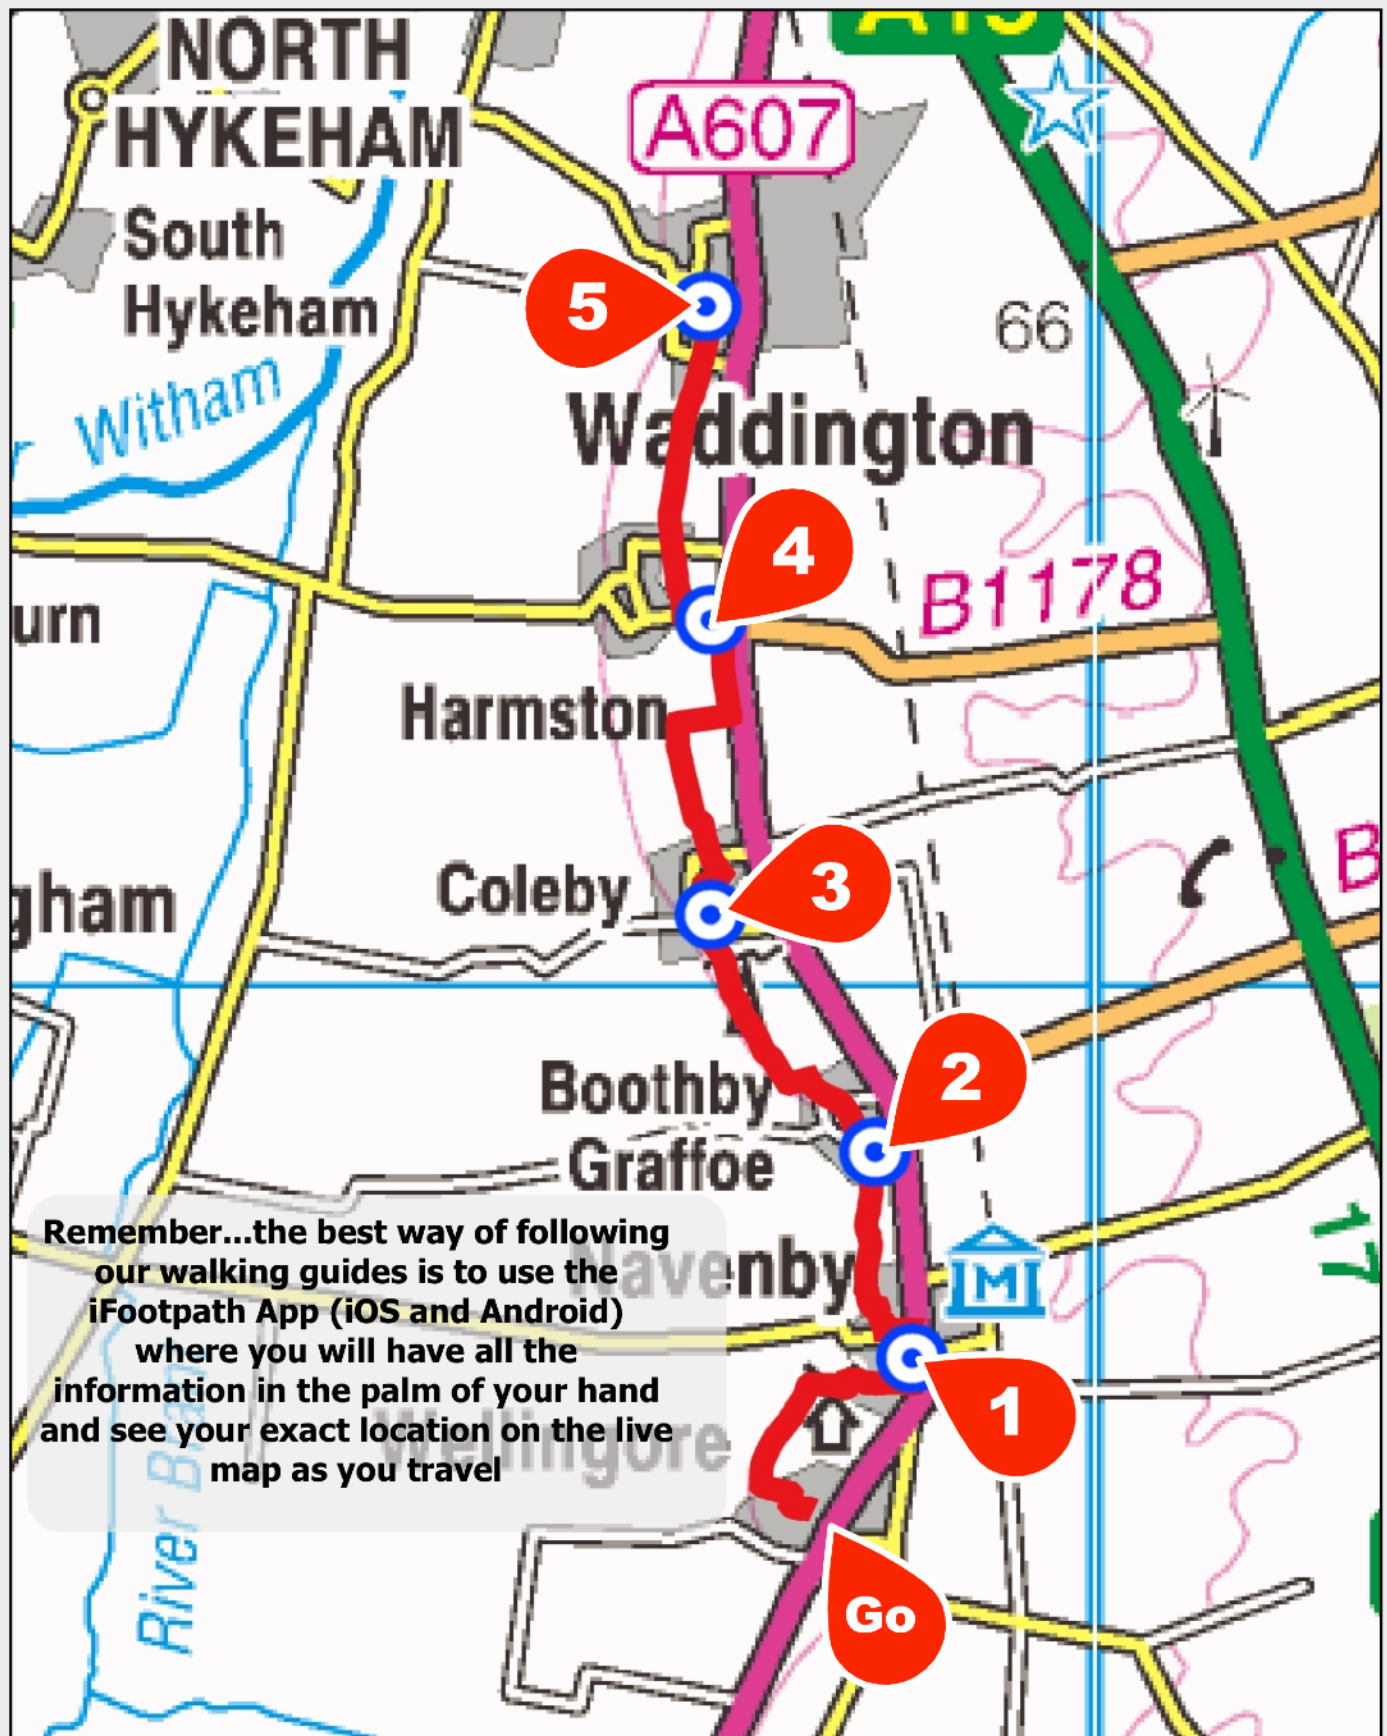 A15
NORTH
HYKEHAM
A607
South
Hykeham
5
66
Witham
Waddington
4
B1178
urn
Harmston
3
Coleby
B
gham
2
Boothby
Graffoe
17
Navenby
Remember...the best way of following
our walking guides is to use the
iFootpath App (iOS and Android)
where you will have all the
information in the palm of your hand
and see your exact location on the live
map as you travel
M
1
Wellingore
River Brant
Go